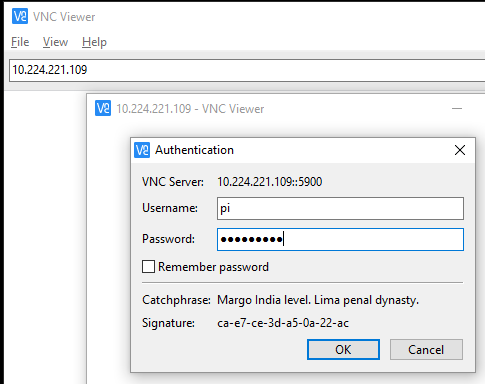 VNC Viewer
File View Help
10.224.221.109
10.224.221.109 - VNC Viewer
Authentication
VNC Server: 10.224.221.109::5900
Username: pi
Password: ●●●●●●●●●
Remember password
Catchphrase: Margo India level. Lima penal dynasty.
Signature: ca-e7-ce-3d-a5-0a-22-ac
OK Cancel